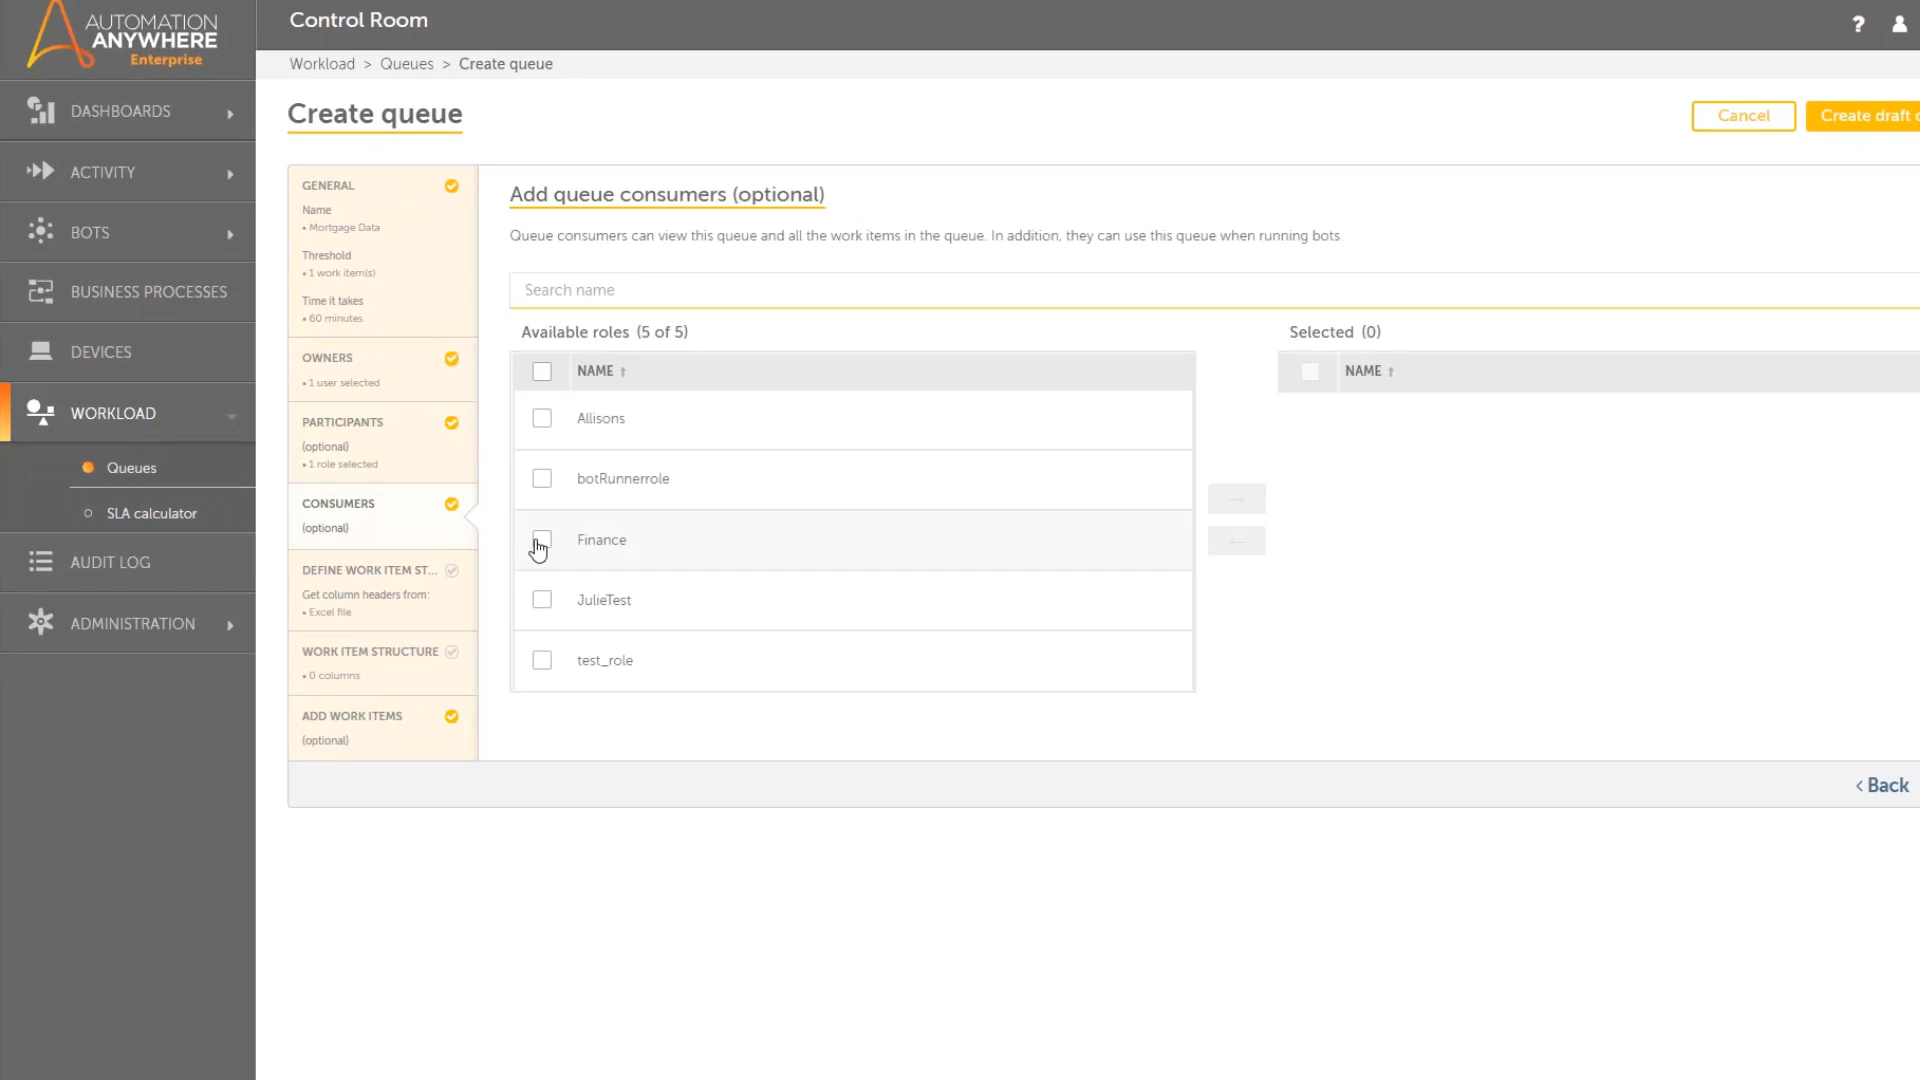 AUTOMATION
ANYWHERE
Enterprise
Control Room
?
Workload > Queues > Create queue
DASHBOARDS
ACTIVITY
BOTS
BUSINESS PROCESSES
DEVICES
WORKLOAD
Queues
SLA calculator
AUDIT LOG
ADMINISTRATION
Create queue
Cancel
Create draft
GENERAL
Name
• Mortgage Data
Threshold
• 1 work item(s)
Time it takes
• 60 minutes
OWNERS
• 1 user selected
PARTICIPANTS
(optional)
• 1 role selected
CONSUMERS
(optional)
DEFINE WORK ITEM ST...
Get column headers from:
• Excel file
WORK ITEM STRUCTURE
• 0 columns
ADD WORK ITEMS
(optional)
Add queue consumers (optional)
Queue consumers can view this queue and all the work items in the queue. In addition, they can use this queue when running bots.
Search name
Available roles (5 of 5)
NAME ↑
Allisons
botRunnerrole
Finance
JulieTest
test_role
→
←
Selected (0)
NAME ↑
< Back